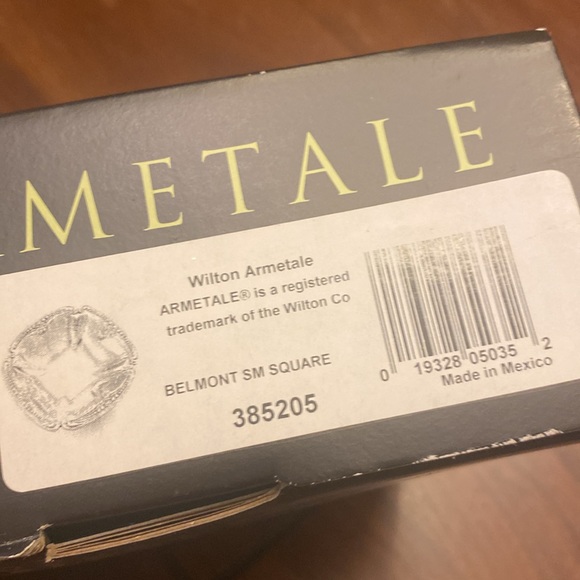 METALE
Wilton Armetale
ARMETALE® is a registered
trademark of the Wilton Co
BELMONT SM SQUARE
385205
0 19328 05035 2
Made in Mexico